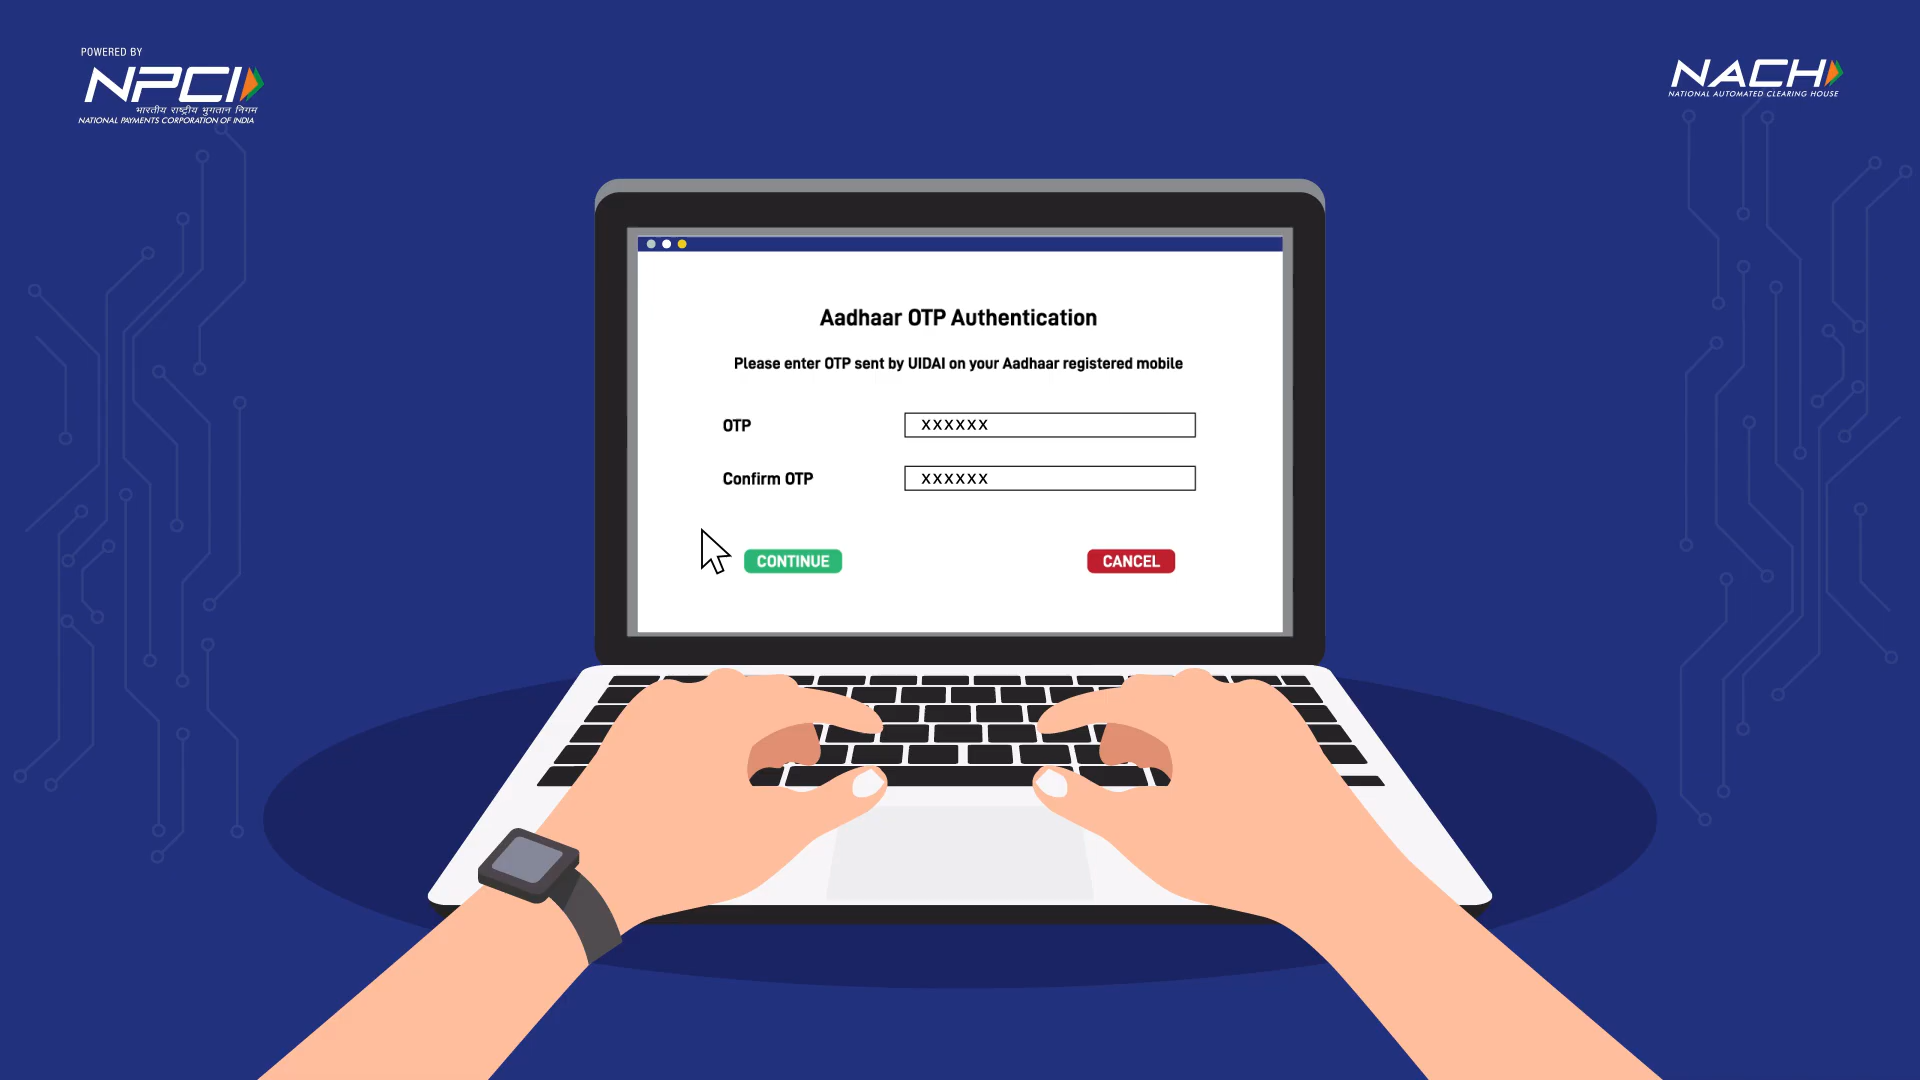 POWERED BY
NPCI
भारतीय राष्ट्रीय भुगतान निगम
NATIONAL PAYMENTS CORPORATION OF INDIA
NACH
NATIONAL AUTOMATED CLEARING HOUSE
Aadhaar OTP Authentication
Please enter OTP sent by UIDAI on your Aadhaar registered mobile
OTP XXXXXX
Confirm OTP XXXXXX
CONTINUE CANCEL